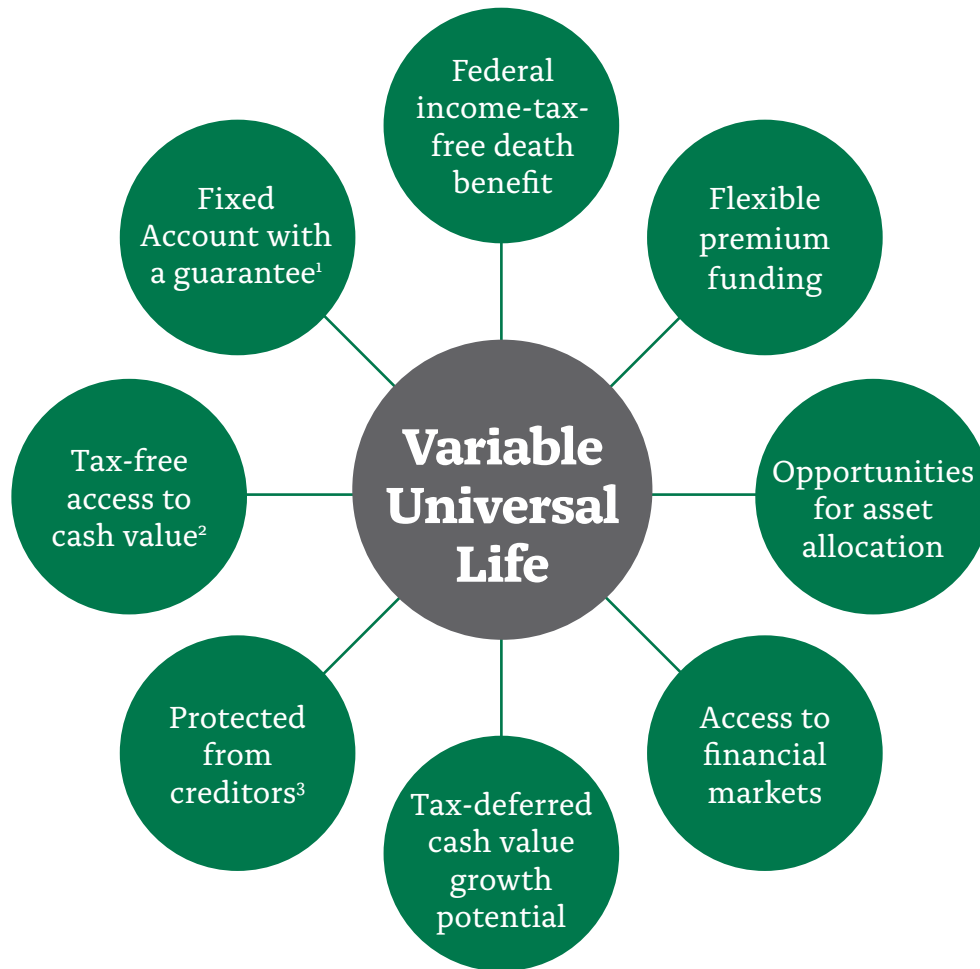 Federal
income-tax-
free death
benefit
Flexible
premium
funding
Opportunities
for asset
allocation
Access to
financial
markets
Tax-deferred
cash value
growth
potential
Protected
from
creditors³
Tax-free
access to
cash value²
Fixed
Account with
a guarantee¹
Variable
Universal
Life